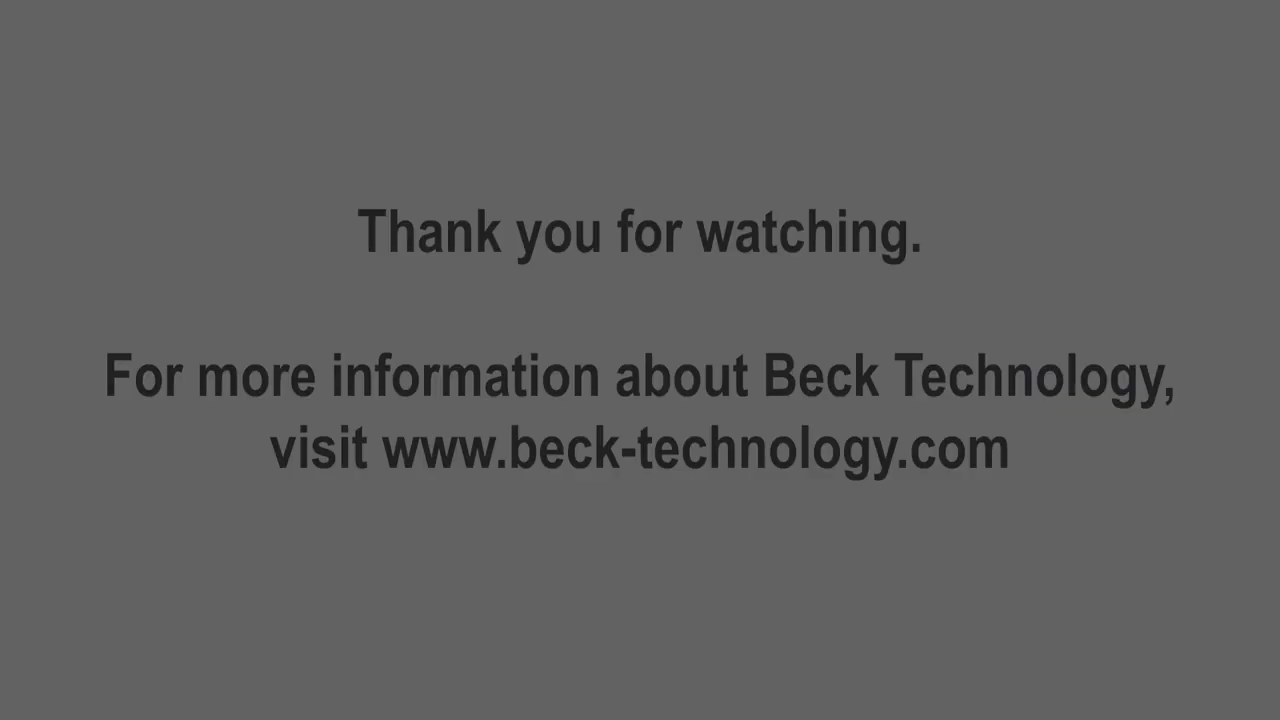 Thank you for watching.
For more information about Beck Technology,
visit www.beck-technology.com